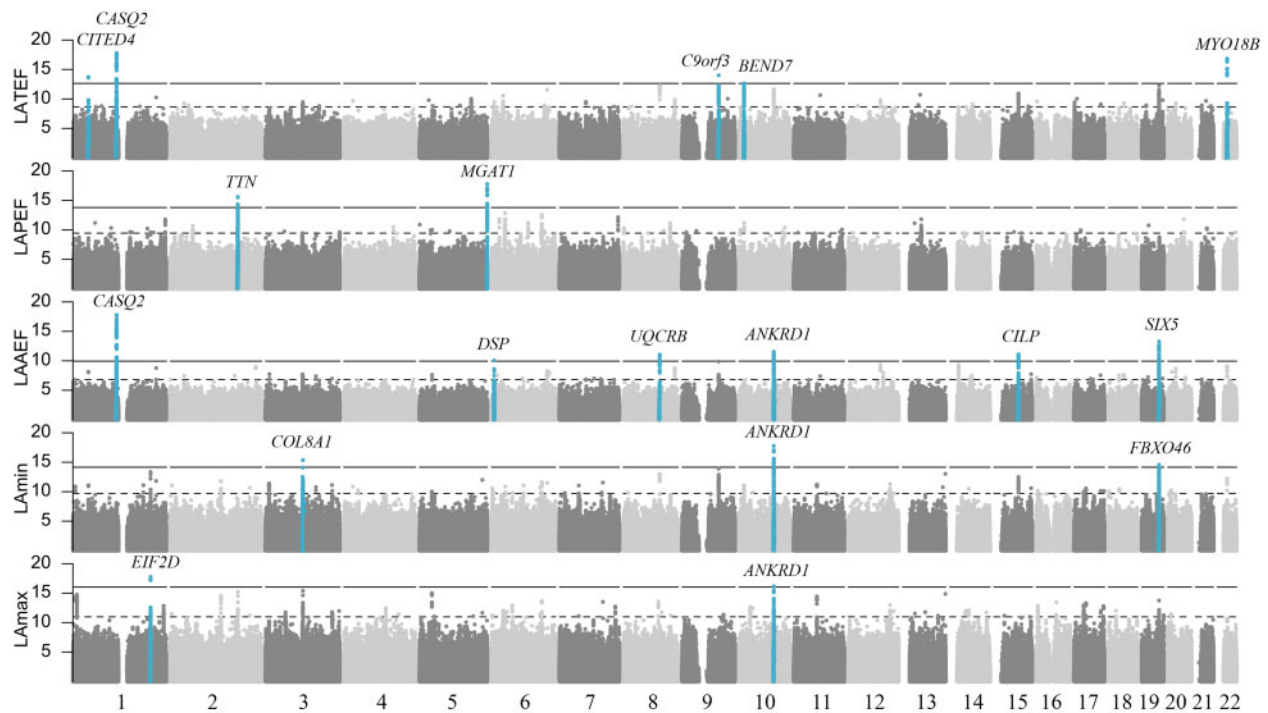 CASQ2
CITED4
C9orf3
BEND7
MYO18B
LATEF
20
15
10
5
TTN
MGAT1
LAPEF
20
15
10
5
CASQ2
DSP
UQCRB
ANKRD1
CILP
SIX5
LAAEF
20
15
10
5
COL8A1
ANKRD1
FBXO46
LAmin
20
15
10
5
EIF2D
ANKRD1
LAmax
20
15
10
5
1 2 3 4 5 6 7 8 9 10 11 12 13 14 15 16 17 18 19 20 21 22